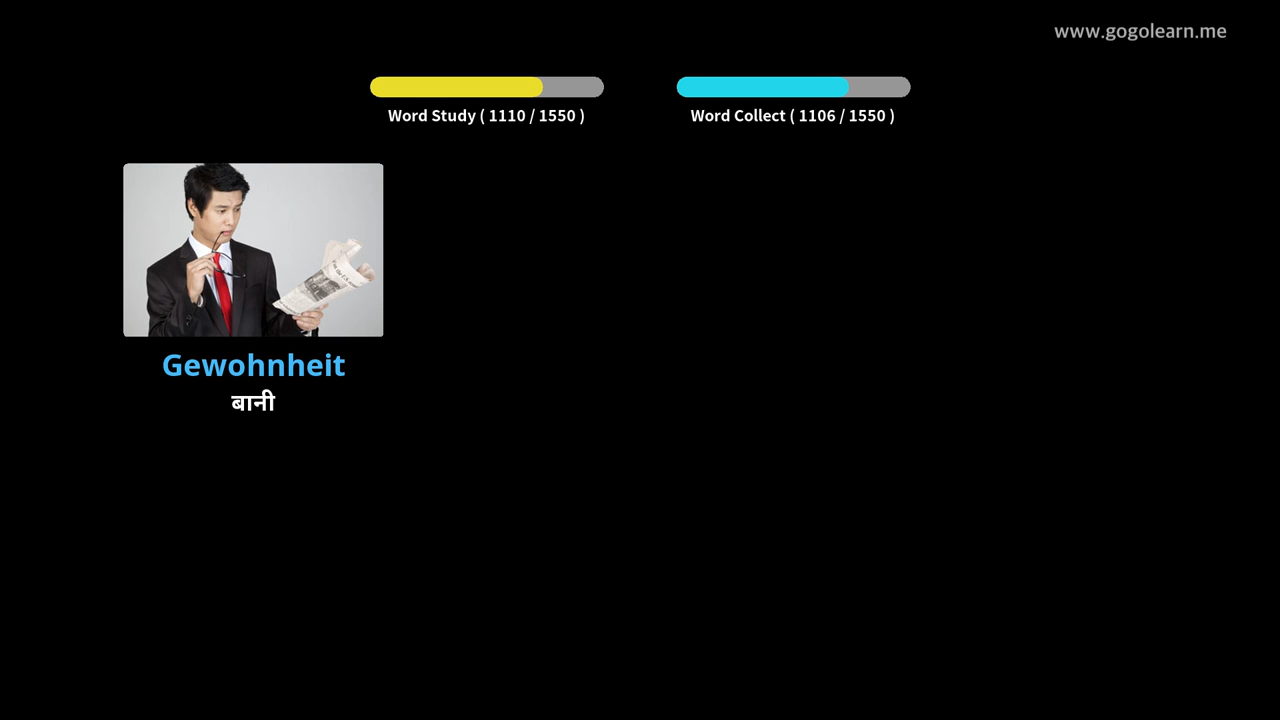 www.gogolearn.me
Word Study ( 1110 / 1550 )
Word Collect ( 1106 / 1550 )
Gewohnheit
बानी